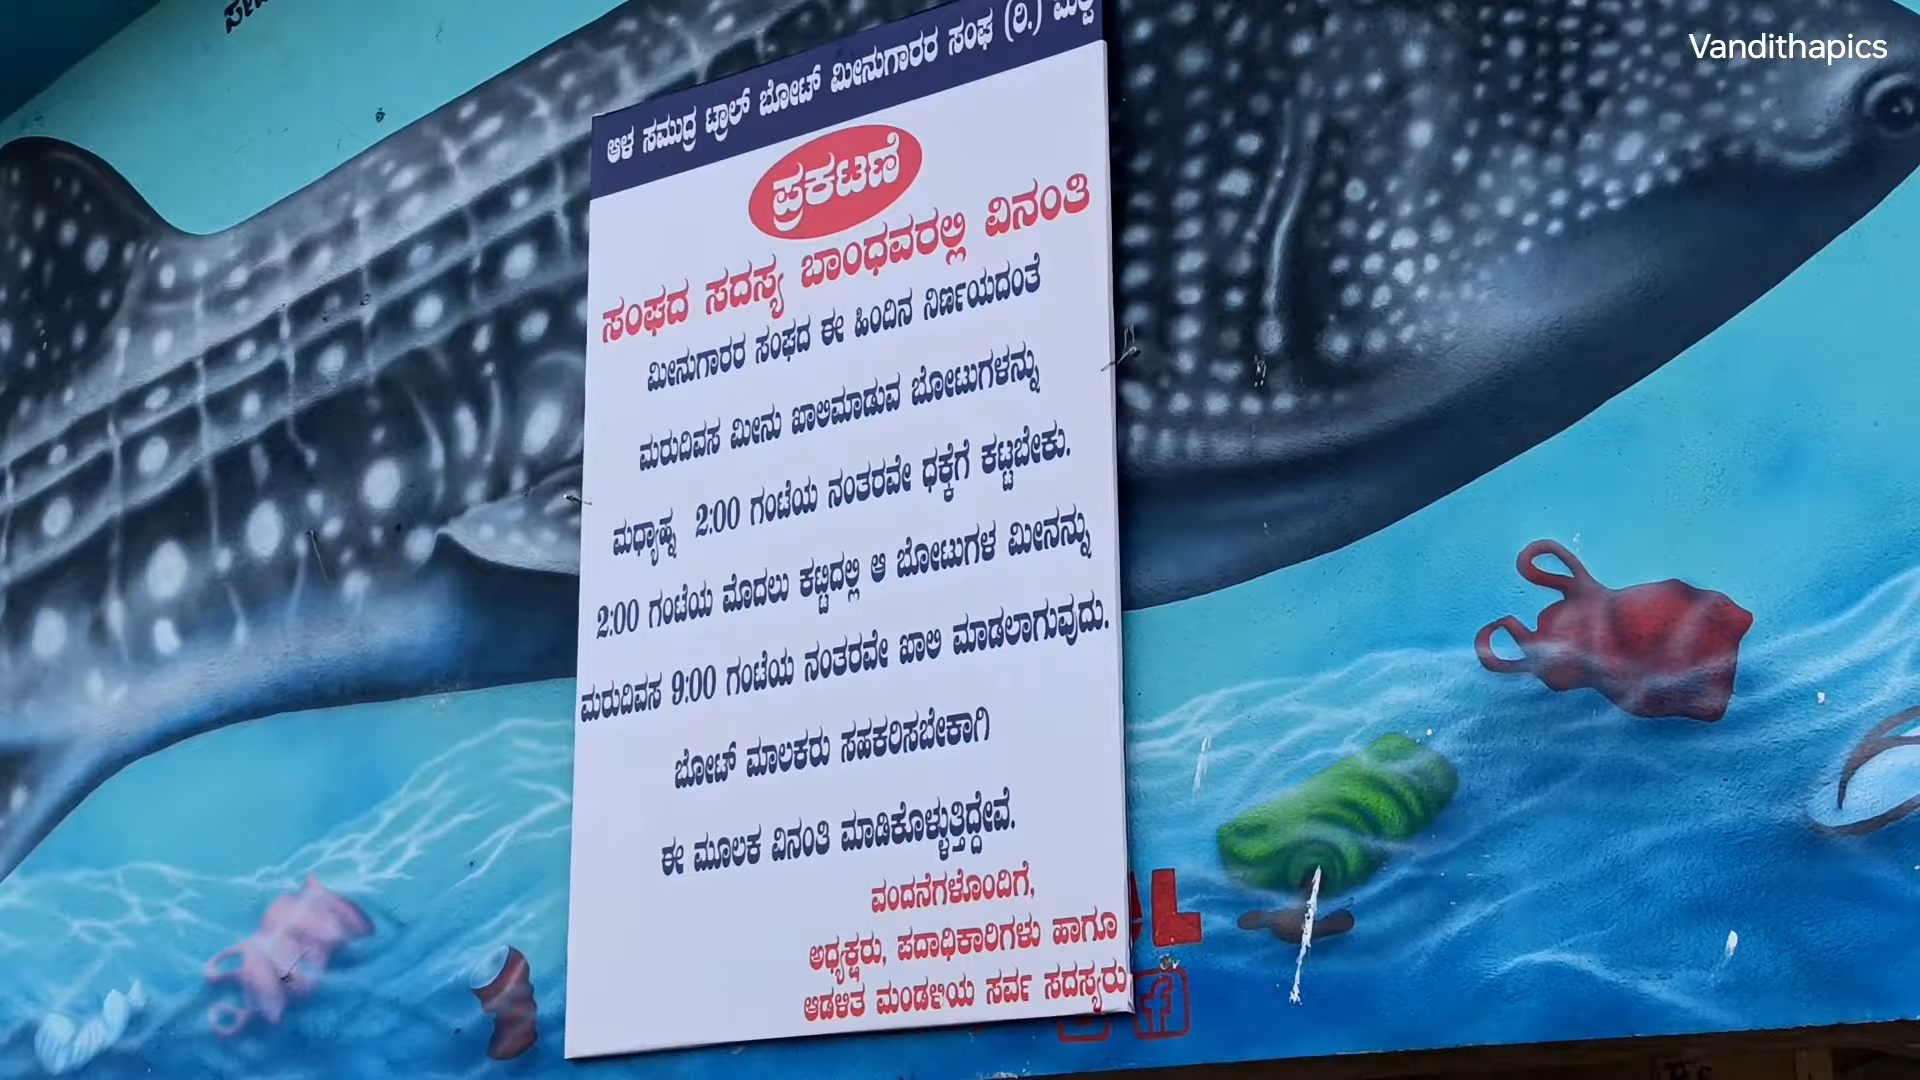 Vandithapics
ಆಳ ಸಮುದ್ರ ಟ್ರಾಲ್ ಬೋಟ್ ಮೀನುಗಾರರ ಸಂಘ (ರಿ.)
ಪ್ರಕಟಣೆ
ಸಂಘದ ಸದಸ್ಯ ಬಾಂಧವರಲ್ಲಿ ವಿನಂತಿ
ಮೀನುಗಾರರ ಸಂಘದ ಈ ಹಿಂದಿನ ನಿರ್ಣಯದಂತೆ
ಮರುದಿವಸ ಮೀನು ಖಾಲಿಮಾಡುವ ಬೋಟುಗಳನ್ನು
ಮಧ್ಯಾಹ್ನ 2:00 ಗಂಟೆಯ ನಂತರವೇ ಧಕ್ಕೆಗೆ ಕಟ್ಟಬೇಕು.
2:00 ಗಂಟೆಯ ಮೊದಲು ಕಟ್ಟಿದಲ್ಲಿ ಆ ಬೋಟುಗಳ ಮೀನನ್ನು
ಮರುದಿವಸ 9:00 ಗಂಟೆಯ ನಂತರವೇ ಖಾಲಿ ಮಾಡಲಾಗುವುದು.
ಬೋಟ್ ಮಾಲಕರು ಸಹಕರಿಸಬೇಕಾಗಿ
ಈ ಮೂಲಕ ವಿನಂತಿ ಮಾಡಿಕೊಳ್ಳುತ್ತಿದ್ದೇವೆ.
ವಂದನೆಗಳೊಂದಿಗೆ,
ಅಧ್ಯಕ್ಷರು, ಪದಾಧಿಕಾರಿಗಳು ಹಾಗೂ
ಆಡಳಿತ ಮಂಡಳಿಯ ಸರ್ವ ಸದಸ್ಯರು